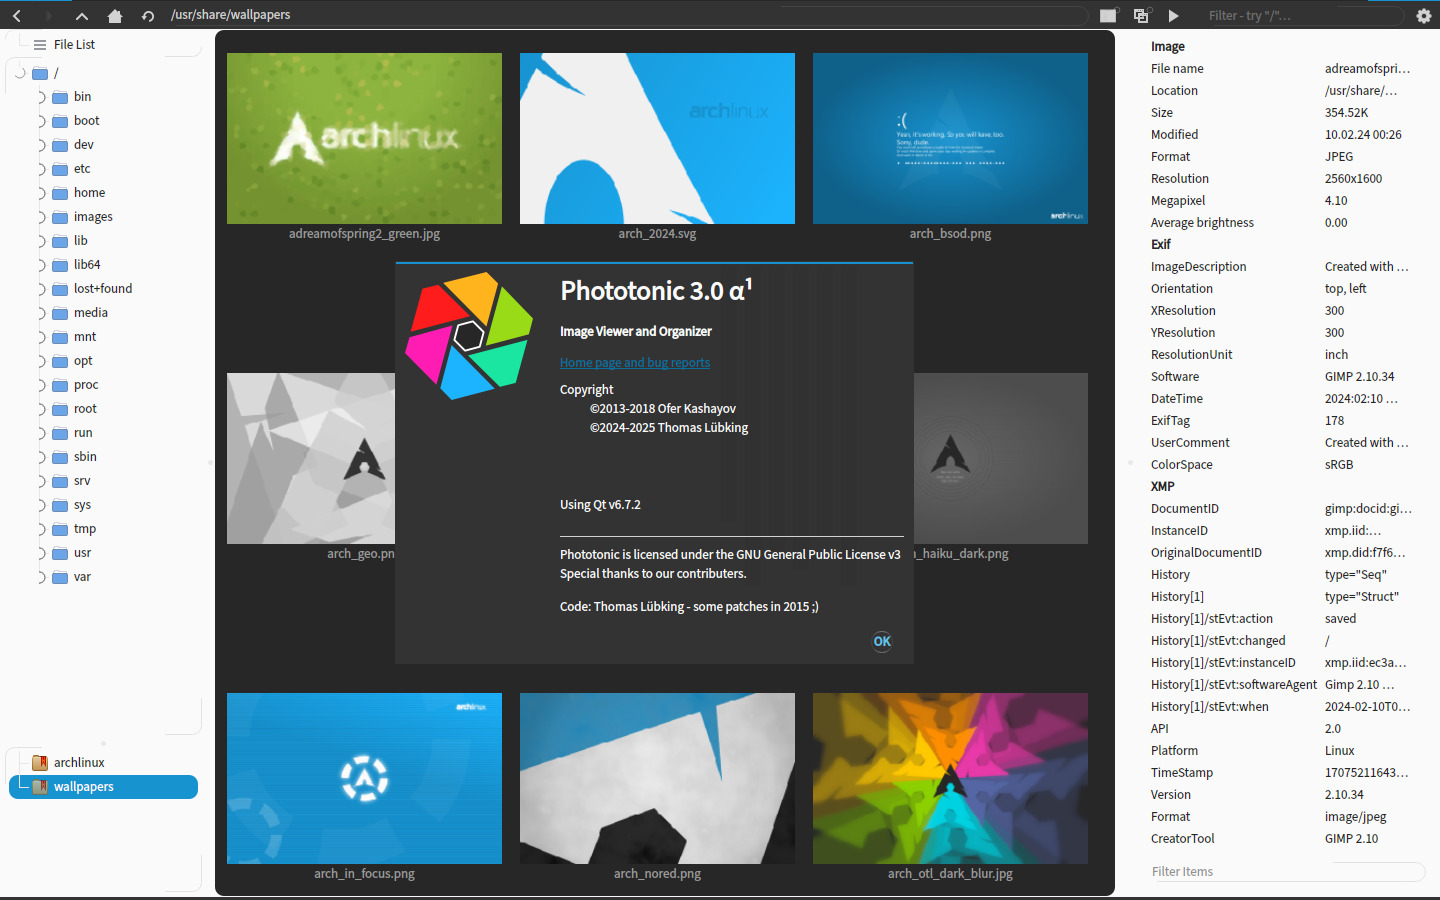 /usr/share/wallpapers
Filter - try "/"...
File List
/
bin
boot
dev
etc
home
images
lib
lib64
lost+found
media
mnt
opt
proc
root
run
sbin
srv
sys
tmp
usr
var
archlinux
wallpapers
archlinux
adreamofspring2_green.jpg
archlinux
arch_2024.svg
:(
Yeah, it's working. So you will have, too.
Sorry, dude.
archlinux
arch_bsod.png
arch_geo.pn
_haiku_dark.png
Phototonic 3.0 α¹
Image Viewer and Organizer
Home page and bug reports
Copyright
©2013-2018 Ofer Kashayov
©2024-2025 Thomas Lübking
Using Qt v6.7.2
Phototonic is licensed under the GNU General Public License v3
Special thanks to our contributers.
Code: Thomas Lübking - some patches in 2015 ;)
OK
archlinux
arch_in_focus.png
arch_nored.png
arch_otl_dark_blur.jpg
Image
File name adreamofspri...
Location /usr/share/...
Size 354.52K
Modified 10.02.24 00:26
Format JPEG
Resolution 2560x1600
Megapixel 4.10
Average brightness 0.00
Exif
ImageDescription Created with ...
Orientation top, left
XResolution 300
YResolution 300
ResolutionUnit inch
Software GIMP 2.10.34
DateTime 2024:02:10 ...
ExifTag 178
UserComment Created with ...
ColorSpace sRGB
XMP
DocumentID gimp:docid:gi...
InstanceID xmp.iid:...
OriginalDocumentID xmp.did:f7f6...
History type="Seq"
History[1] type="Struct"
History[1]/stEvt:action saved
History[1]/stEvt:changed /
History[1]/stEvt:instanceID xmp.iid:ec3a...
History[1]/stEvt:softwareAgent Gimp 2.10 ...
History[1]/stEvt:when 2024-02-10T0...
API 2.0
Platform Linux
TimeStamp 17075211643...
Version 2.10.34
Format image/jpeg
CreatorTool GIMP 2.10
Filter Items